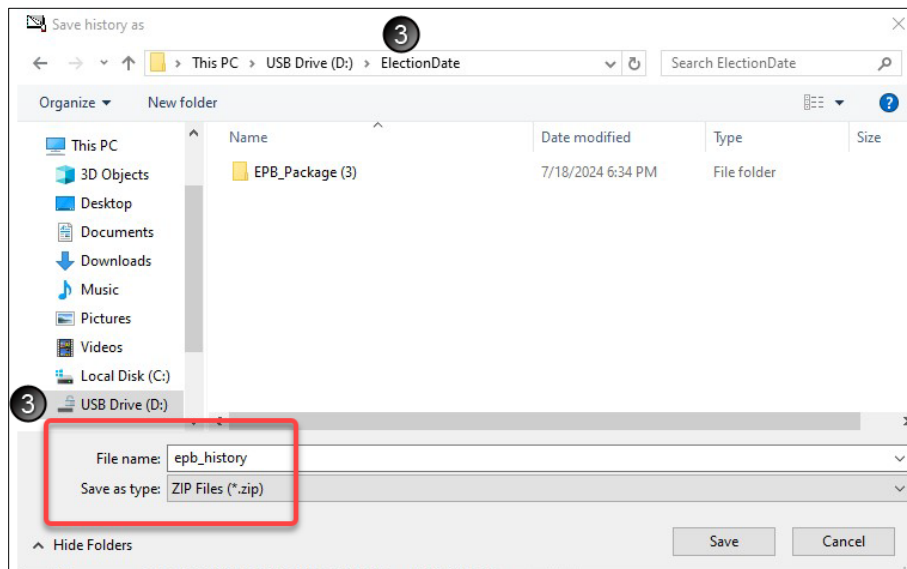 Save history as
3
This PC > USB Drive (D:) > ElectionDate
Search ElectionDate
Organize
New folder
?
Name
Date modified
Type
Size
This PC
3D Objects
Desktop
Documents
Downloads
Music
Pictures
Videos
Local Disk (C:)
USB Drive (D:)
EPB_Package (3)
7/18/2024 6:34 PM
File folder
3
File name: epb_history
Save as type: ZIP Files (*.zip)
Hide Folders
Save
Cancel